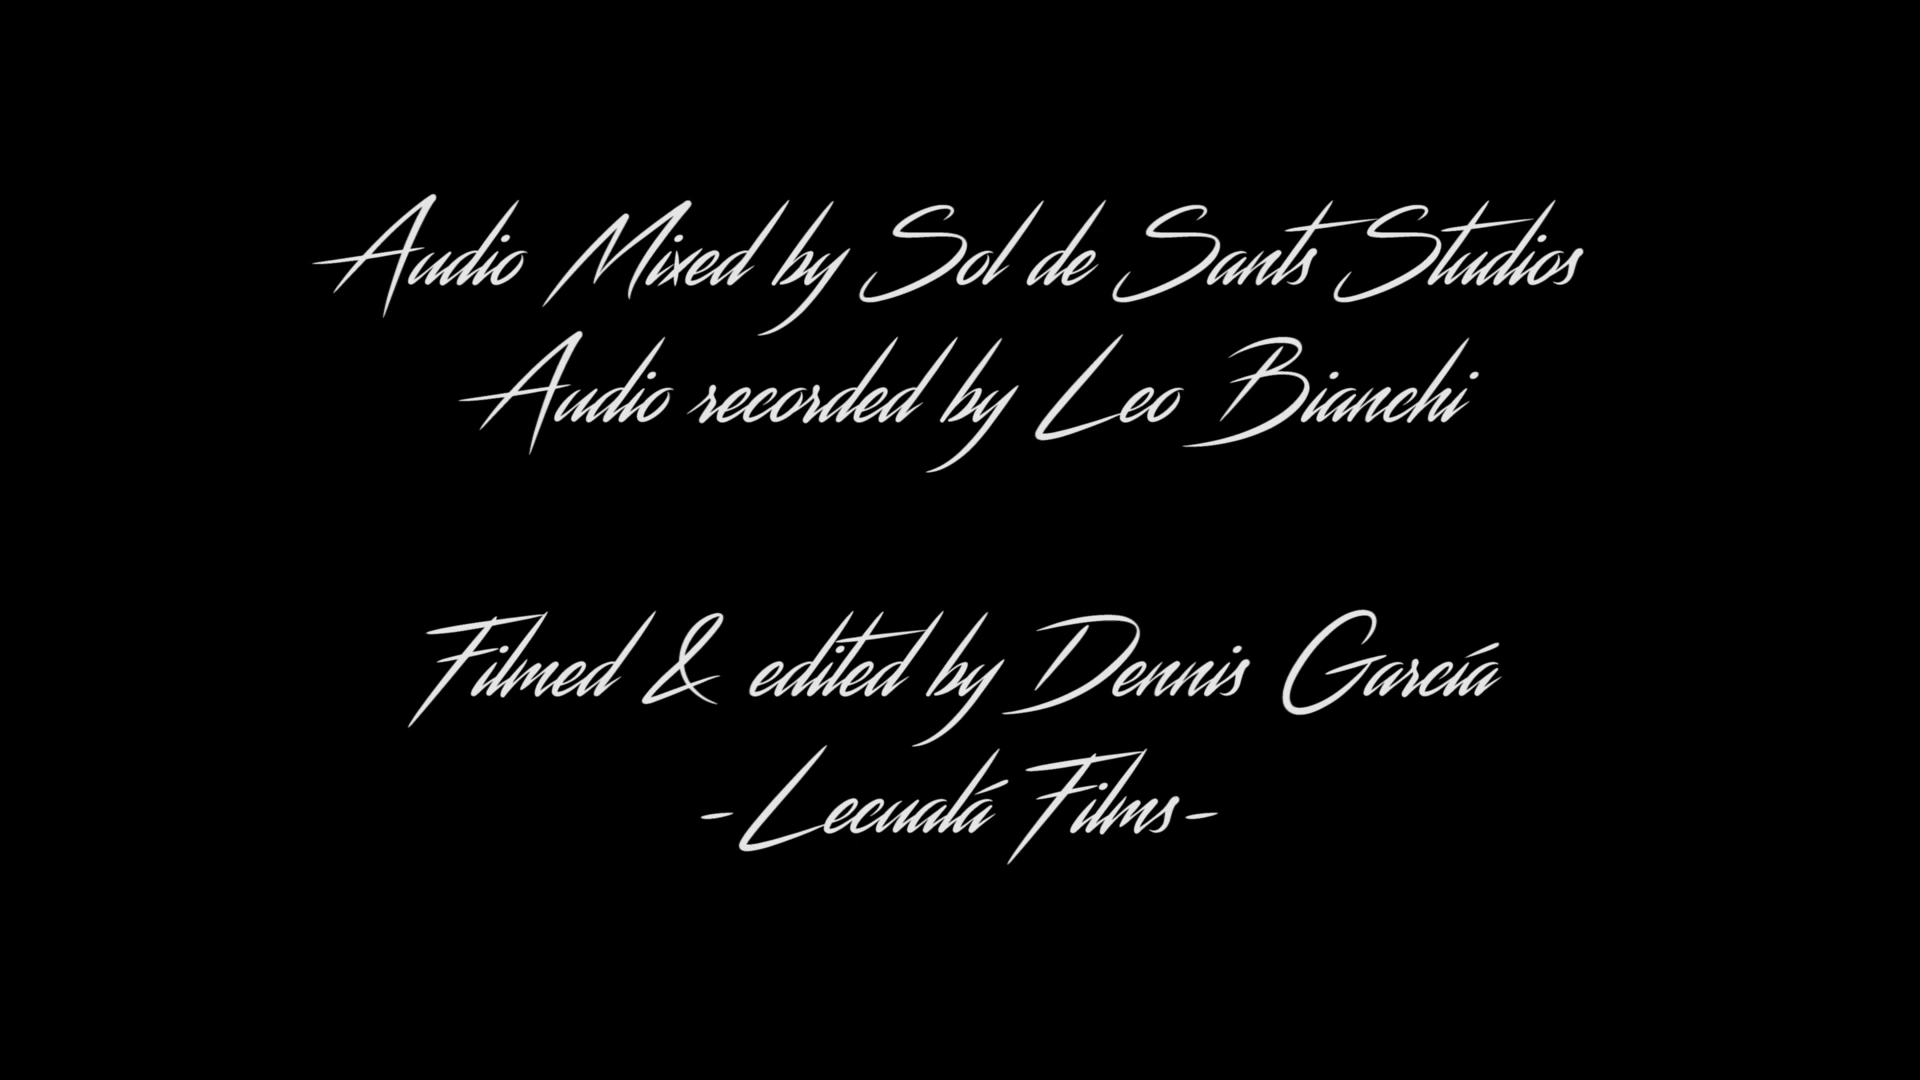 Audio Mixed by Sol de Sants Studios
Audio recorded by Leo Bianchi
Filmed & edited by Dennis García
-Lecualá Films-